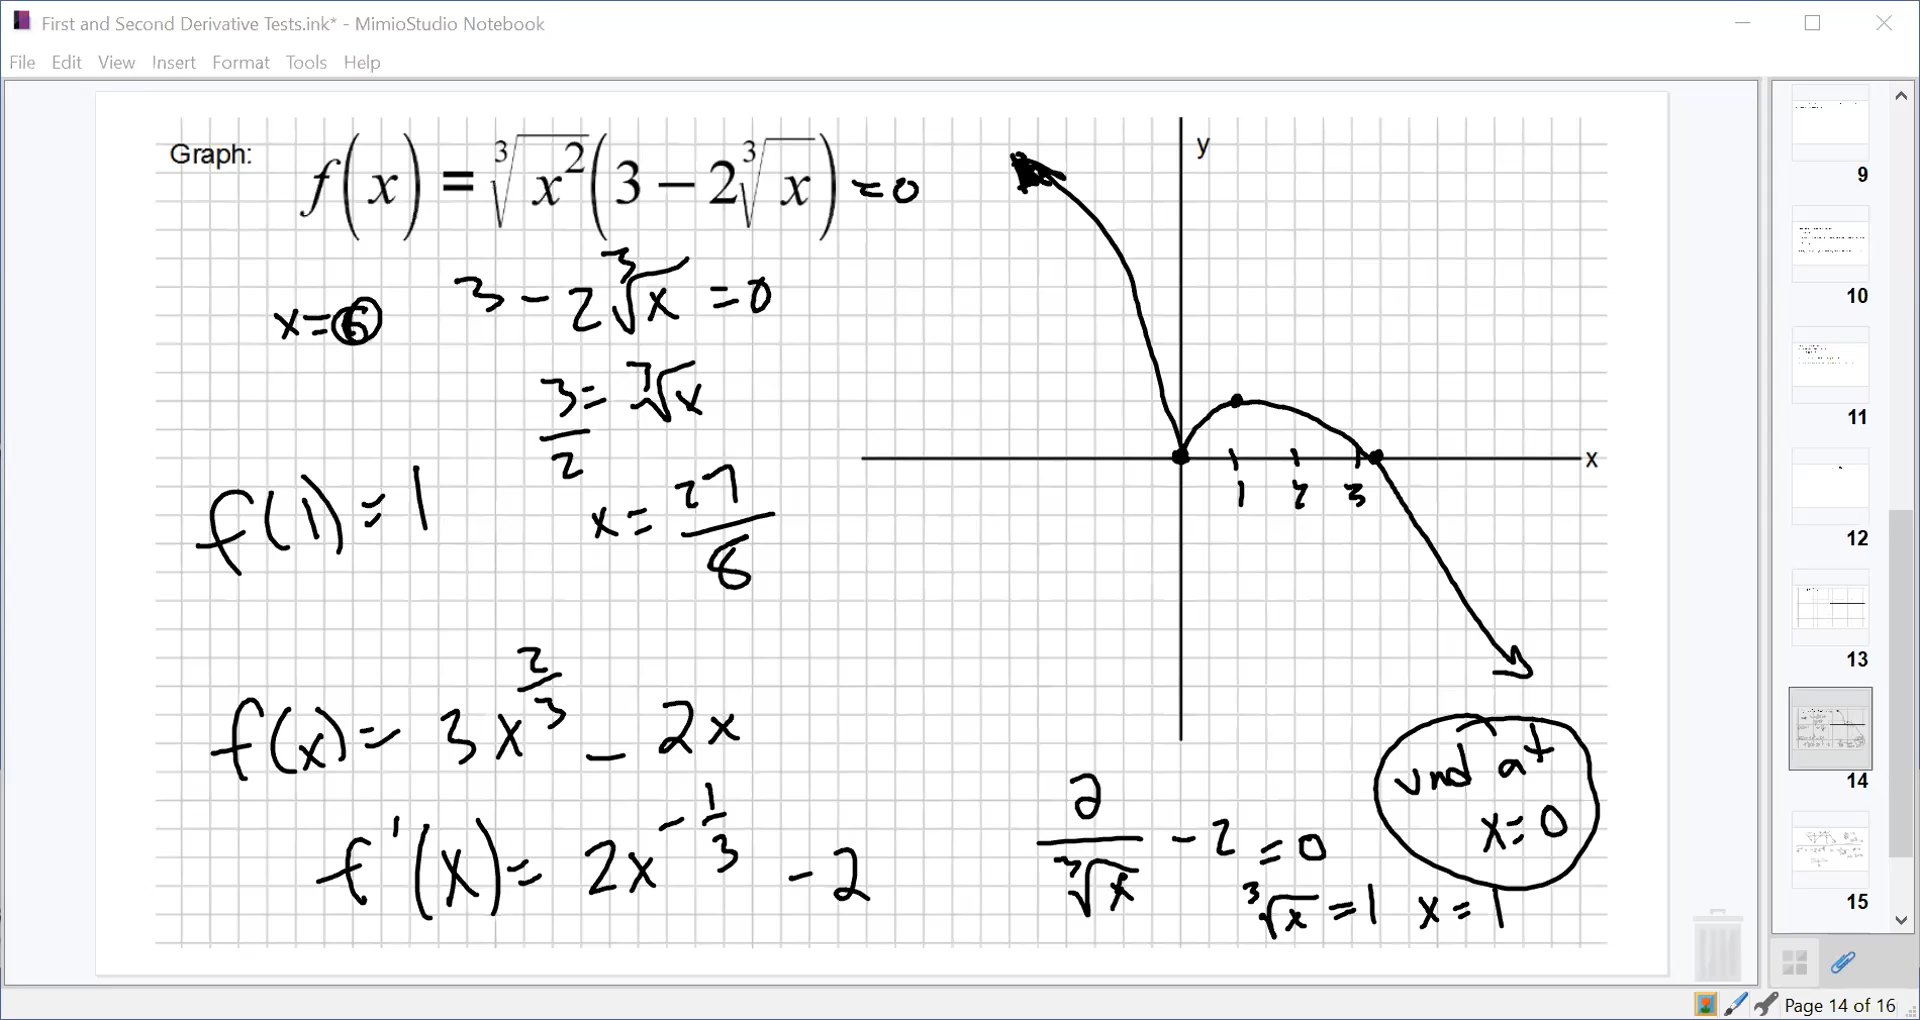 First and Second Derivative Tests.ink* - MimioStudio Notebook
File Edit View Insert Format Tools Help
Graph: f(x) = ∛x²(3 − 2∛x) = 0
3 − 2∛x = 0
x = 0
3/2 = ∛x
f(1) = 1
x = 27/8
f(x) = 3x^(2/3) − 2x
f'(x) = 2x^(-1/3) − 2
y
x
1 2 3
2/∛x − 2 = 0
∛x = 1 x = 1
und at
x = 0
9
10
11
12
13
14
15
Page 14 of 16